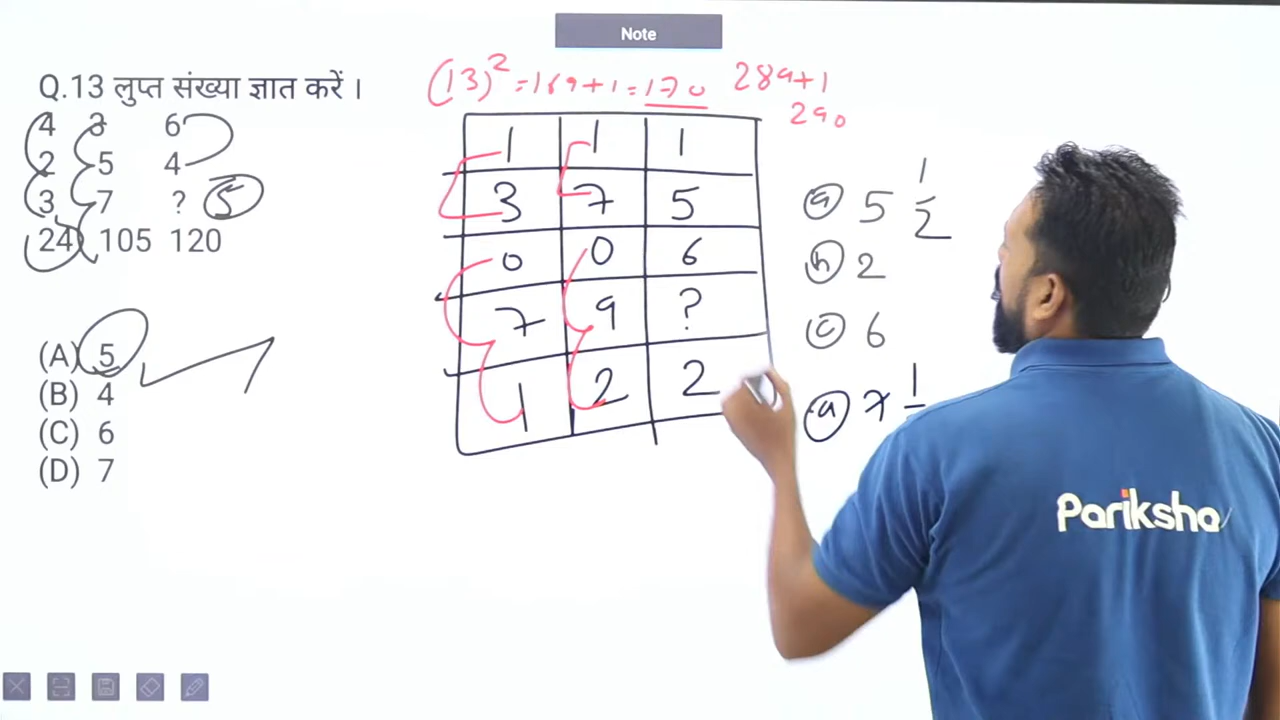 Note
Q.13 लुप्त संख्या ज्ञात करें ।
4 3 6
2 5 4
3 7 ? 5
24 105 120
(A) 5
(B) 4
(C) 6
(D) 7
(13)² = 169+1 = 170 289+1
290
1 1 1
3 7 5
0 0 6
7 9 ?
1 2 2
(a) 5 1/2
(b) 2
(c) 6
Pariksha